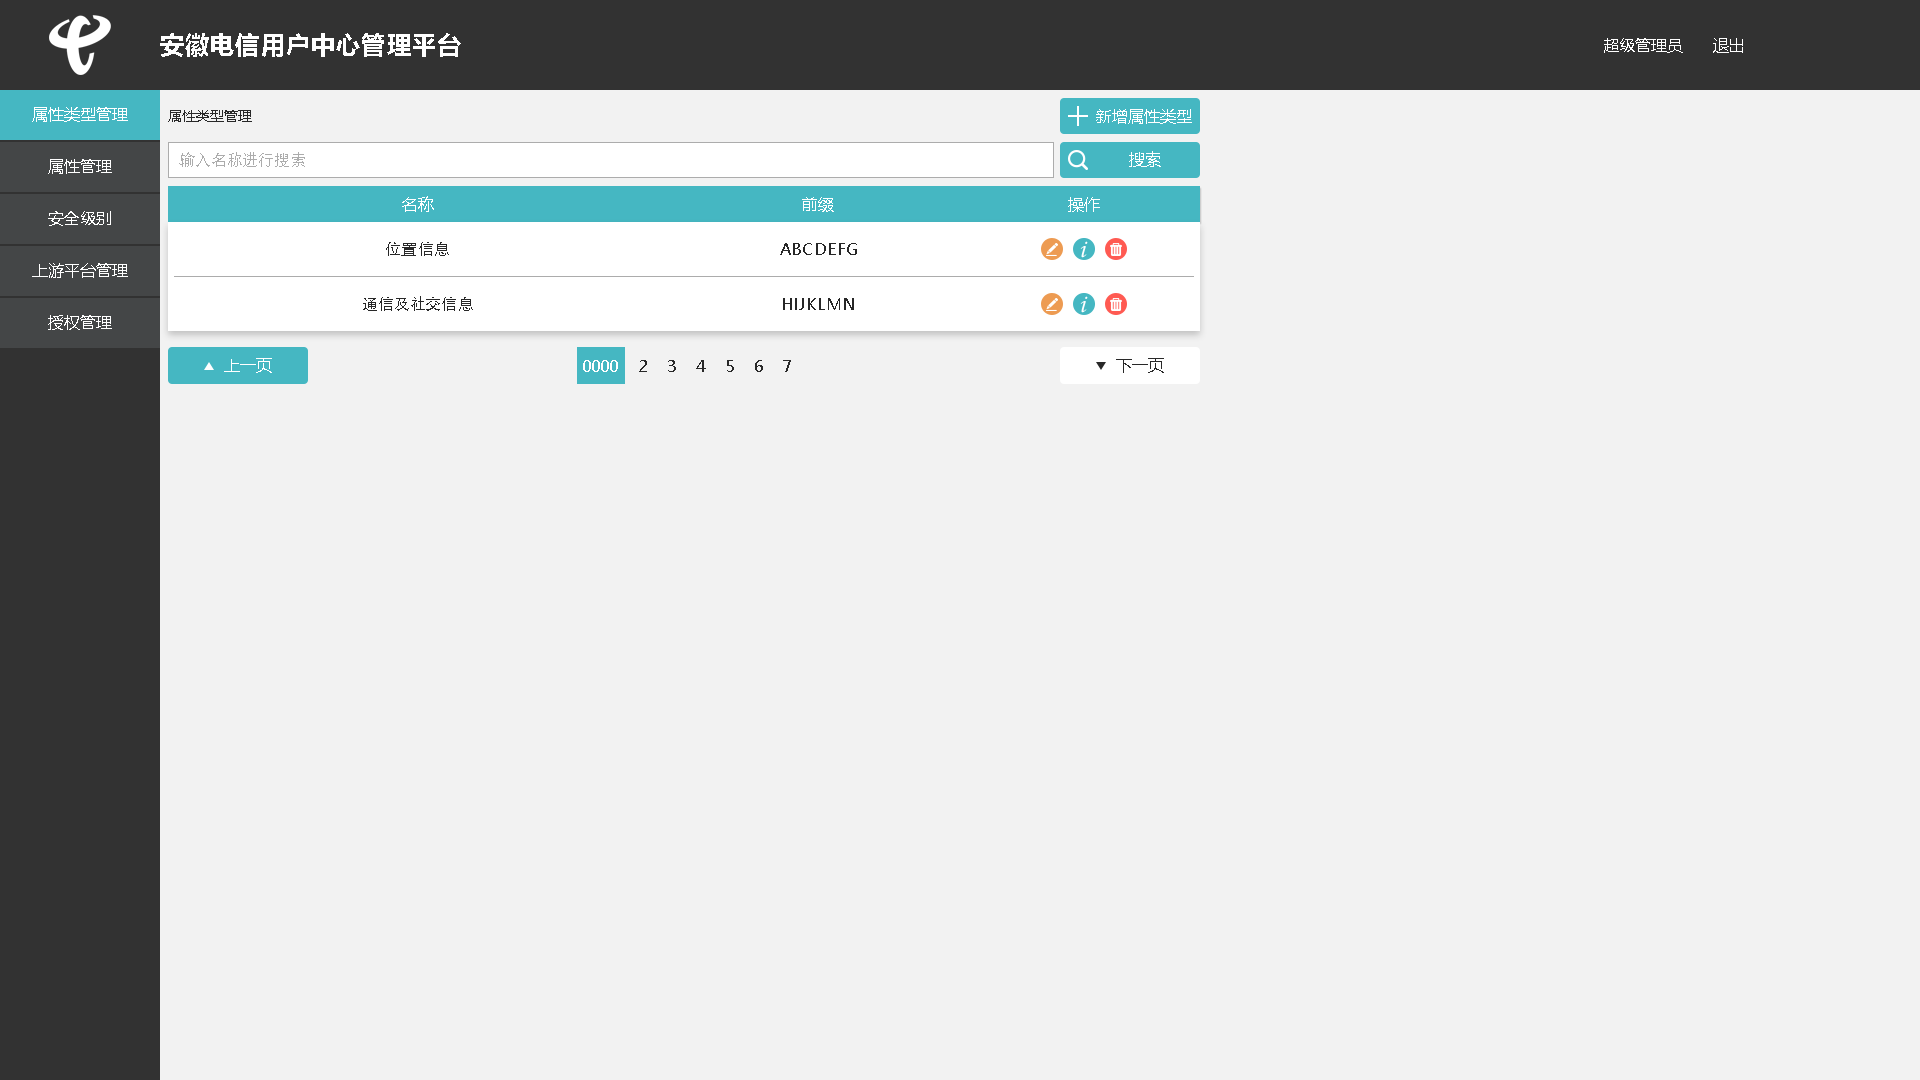 安徽电信用户中心管理平台
超级管理员 退出
属性类型管理
属性管理
安全级别
上游平台管理
授权管理
属性类型管理
新增属性类型
输入名称进行搜索
搜索
名称 前缀 操作
位置信息 ABCDEFG
通信及社交信息 HIJKLMN
上一页 0000 2 3 4 5 6 7 下一页